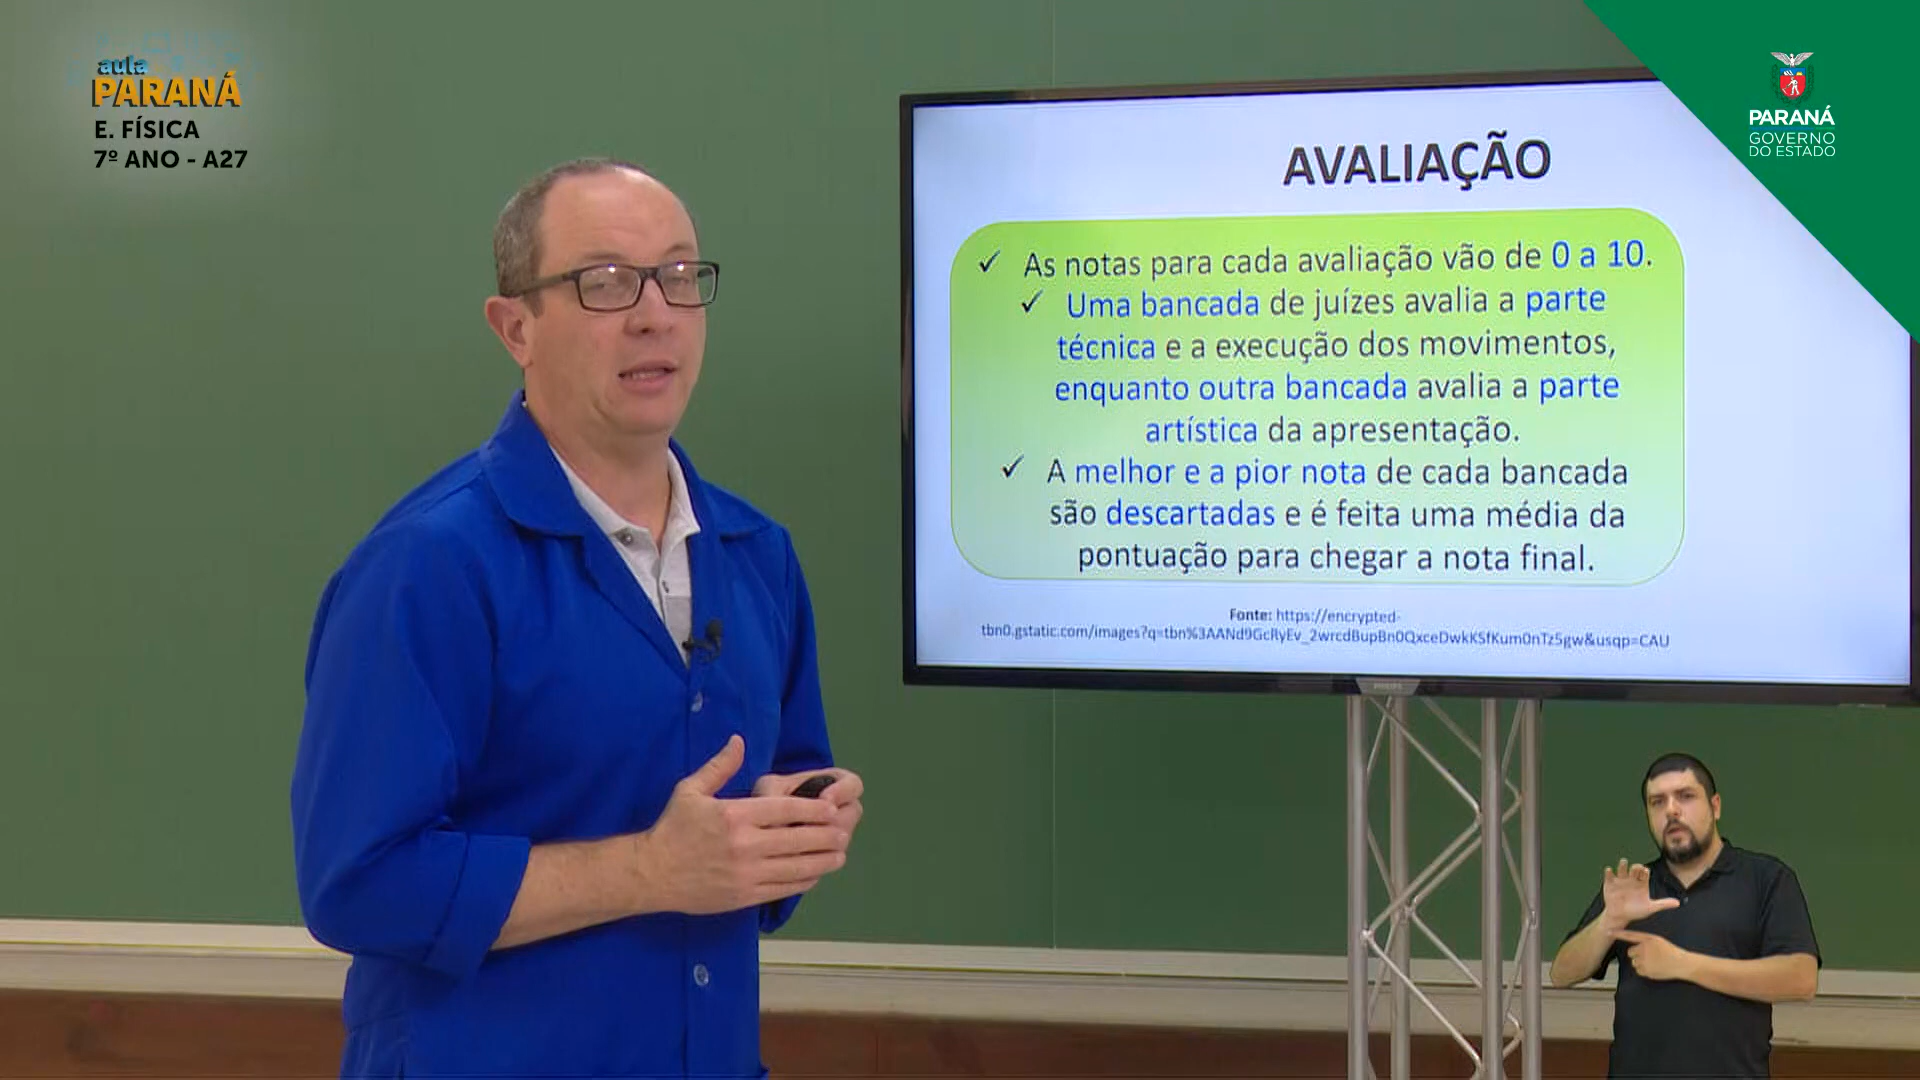 aula
PARANÁ
E. FÍSICA
7º ANO - A27
PARANÁ
GOVERNO
DO ESTADO
AVALIAÇÃO
✓ As notas para cada avaliação vão de 0 a 10.
✓ Uma bancada de juízes avalia a parte
técnica e a execução dos movimentos,
enquanto outra bancada avalia a parte
artística da apresentação.
✓ A melhor e a pior nota de cada bancada
são descartadas e é feita uma média da
pontuação para chegar a nota final.
Fonte: https://encrypted-
tbn0.gstatic.com/images?q=tbn%3AANd9GcRyEv_2wrcdBupBn0QxceDwkKSfKum0nTz5gw&usqp=CAU
PHILIPS